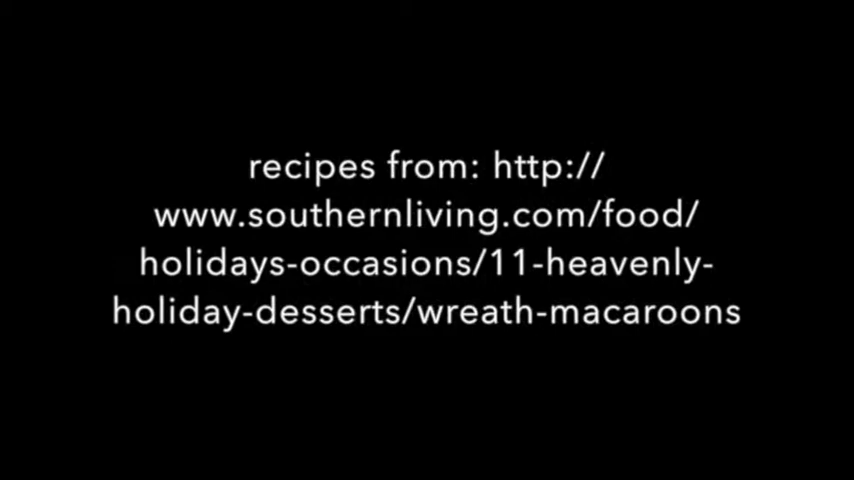 recipes from: http://
www.southernliving.com/food/
holidays-occasions/11-heavenly-
holiday-desserts/wreath-macaroons